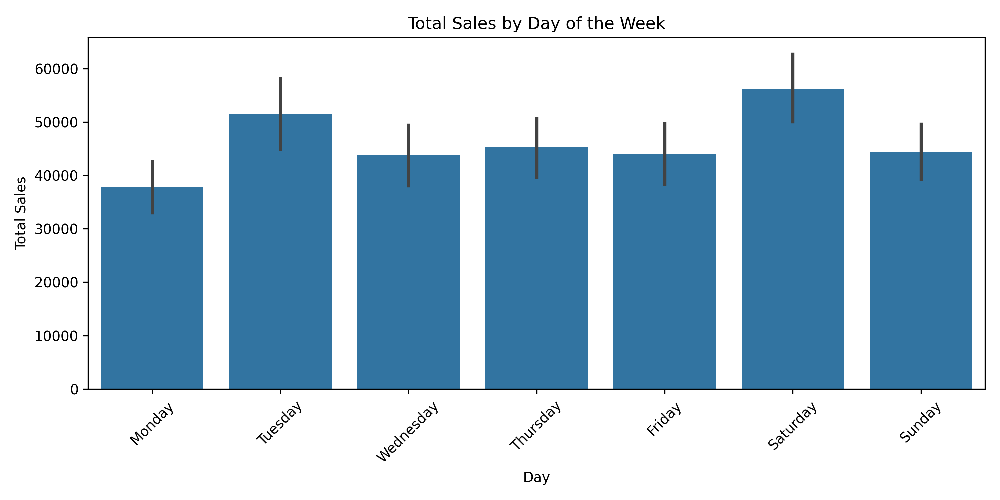 Total Sales by Day of the Week
Total Sales
60000
50000
40000
30000
20000
10000
0
Monday
Tuesday
Wednesday
Thursday
Friday
Saturday
Sunday
Day